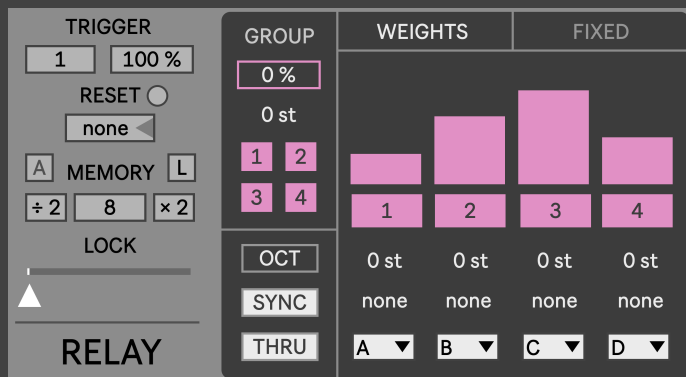 TRIGGER
1 100 %
RESET
none
A MEMORY L
÷ 2 8 × 2
LOCK
RELAY
GROUP
0 %
0 st
1 2
3 4
OCT
SYNC
THRU
WEIGHTS FIXED
1 2 3 4
0 st 0 st 0 st 0 st
none none none none
A B C D